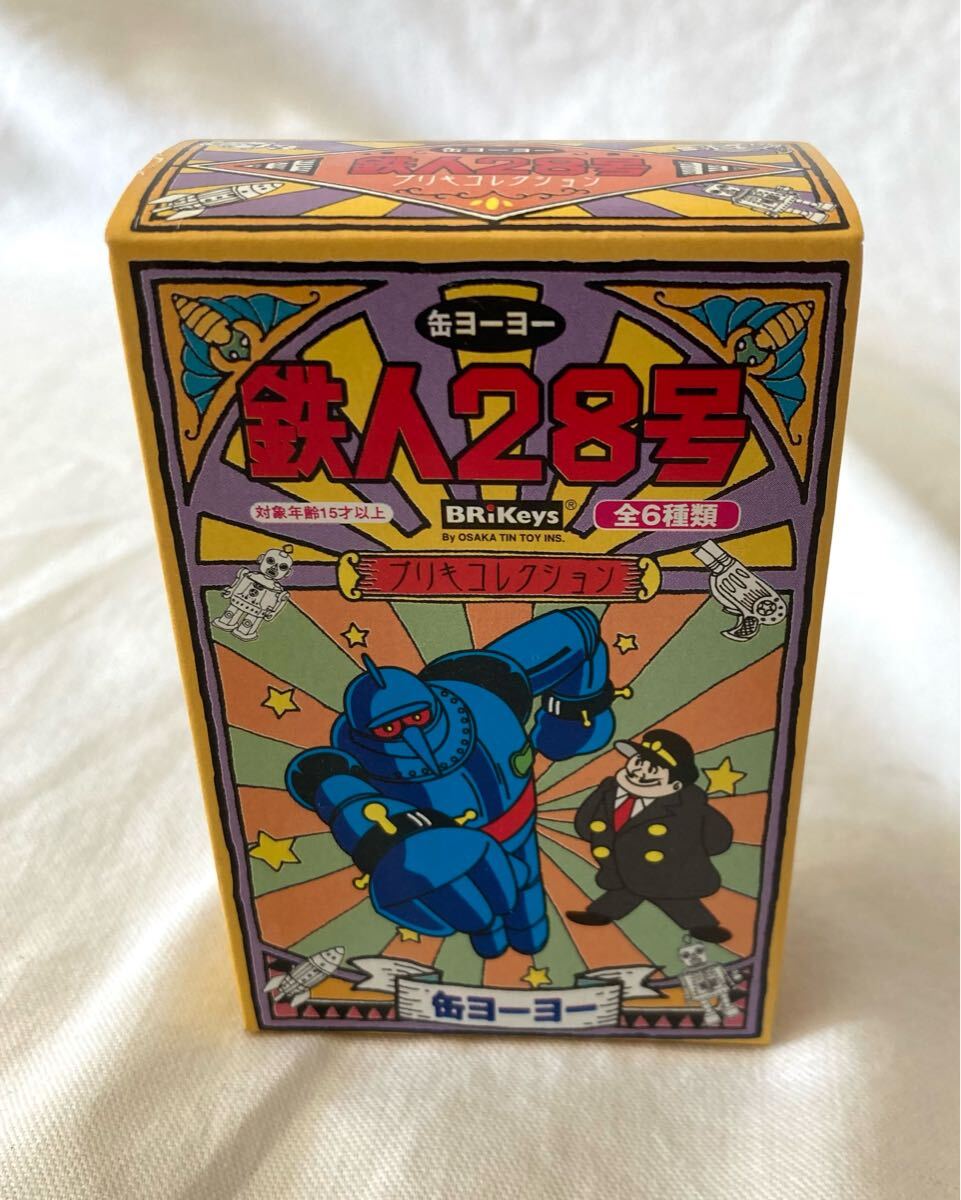 缶ヨーヨー
鉄人28号
ブリキコレクション
缶ヨーヨー
鉄人28号
対象年齢15才以上
BRiKeys®
全6種類
By OSAKA TIN TOY INS.
ブリキコレクション
缶ヨーヨー